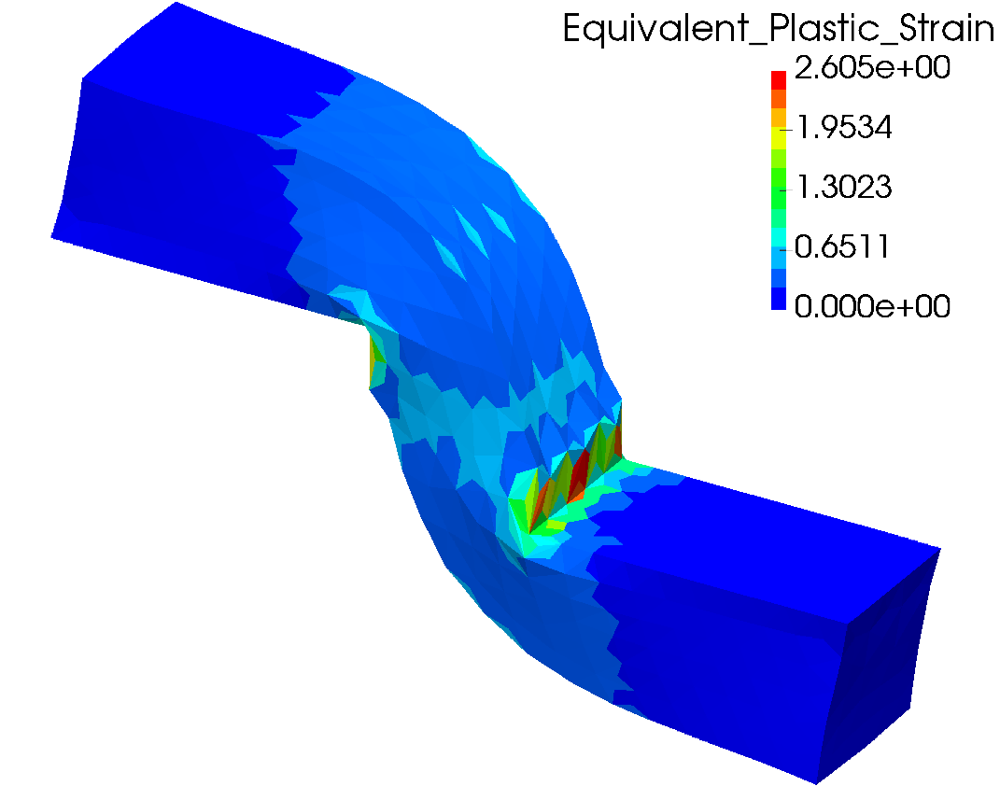 Equivalent_Plastic_Strain
2.605e+00
1.9534
1.3023
0.6511
0.000e+00